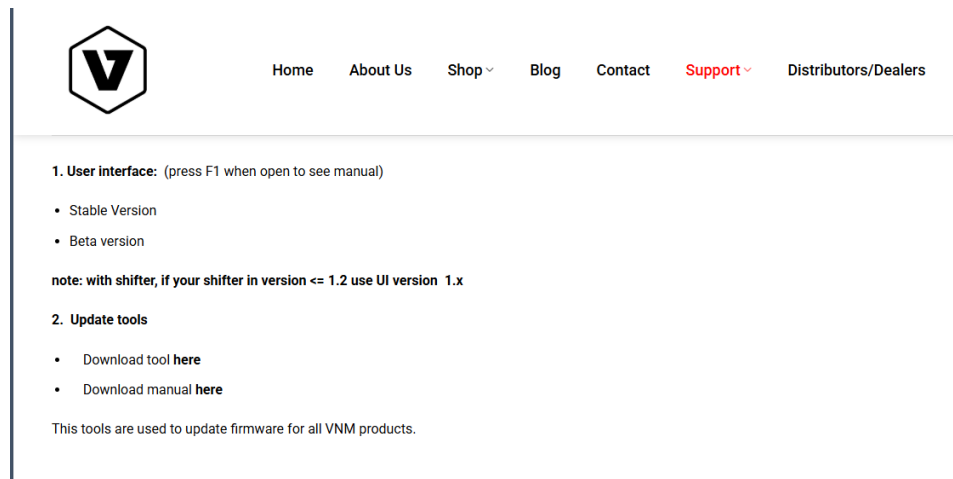 Home About Us Shop Blog Contact Support Distributors/Dealers
1. User interface: (press F1 when open to see manual)
• Stable Version
• Beta version
note: with shifter, if your shifter in version <= 1.2 use UI version 1.x
2. Update tools
• Download tool here
• Download manual here
This tools are used to update firmware for all VNM products.